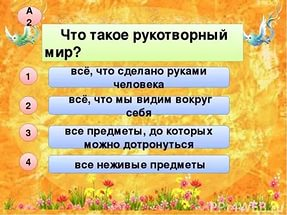 А
2
Что такое рукотворный
мир?
1
всё, что сделано руками
человека
2
всё, что мы видим вокруг
себя
3
все предметы, до которых
можно дотронуться
4
все неживые предметы